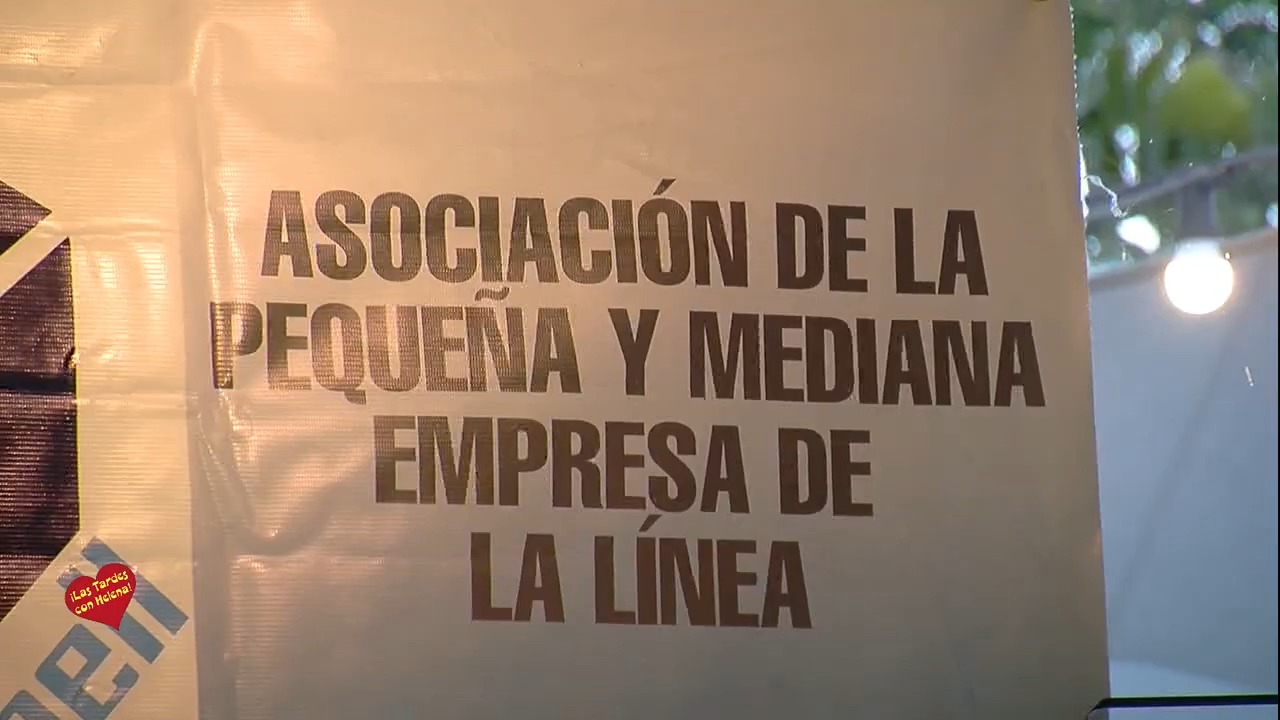 ASOCIACIÓN DE LA
PEQUEÑA Y MEDIANA
EMPRESA DE
LA LÍNEA
¡Las Tardes
con Helena!